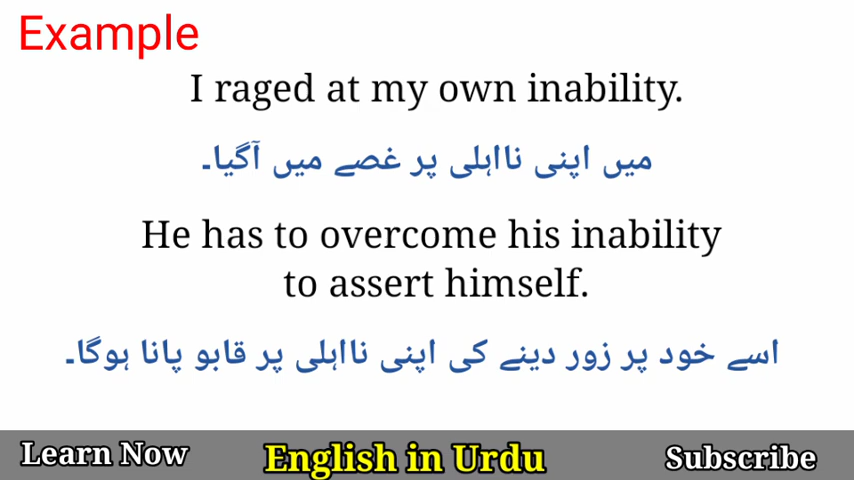 Example
I raged at my own inability.
میں اپنی نااہلی پر غصے میں آگیا۔
He has to overcome his inability
to assert himself.
اسے خود پر زور دینے کی اپنی نااہلی پر قابو پانا ہوگا۔
Learn Now English in Urdu Subscribe